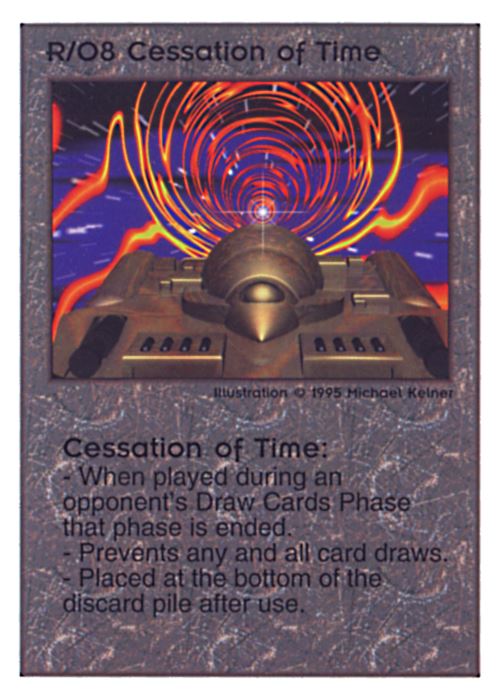 R/O8 Cessation of Time
Illustration © 1995 Michael Kelner
Cessation of Time:
- When played during an
opponent's Draw Cards Phase
that phase is ended.
- Prevents any and all card draws.
- Placed at the bottom of the
discard pile after use.